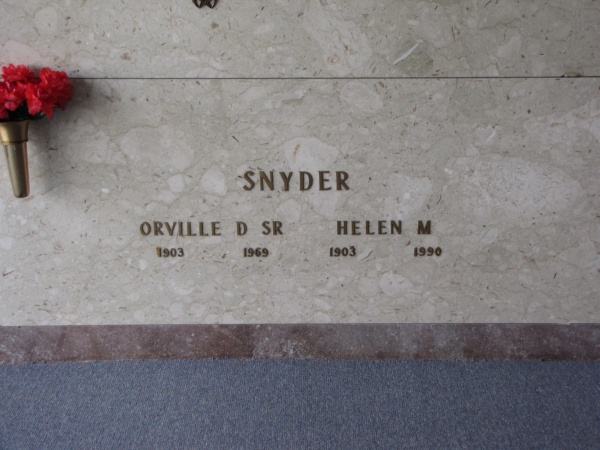 SNYDER
ORVILLE D SR HELEN M
1903 1969 1903 1990